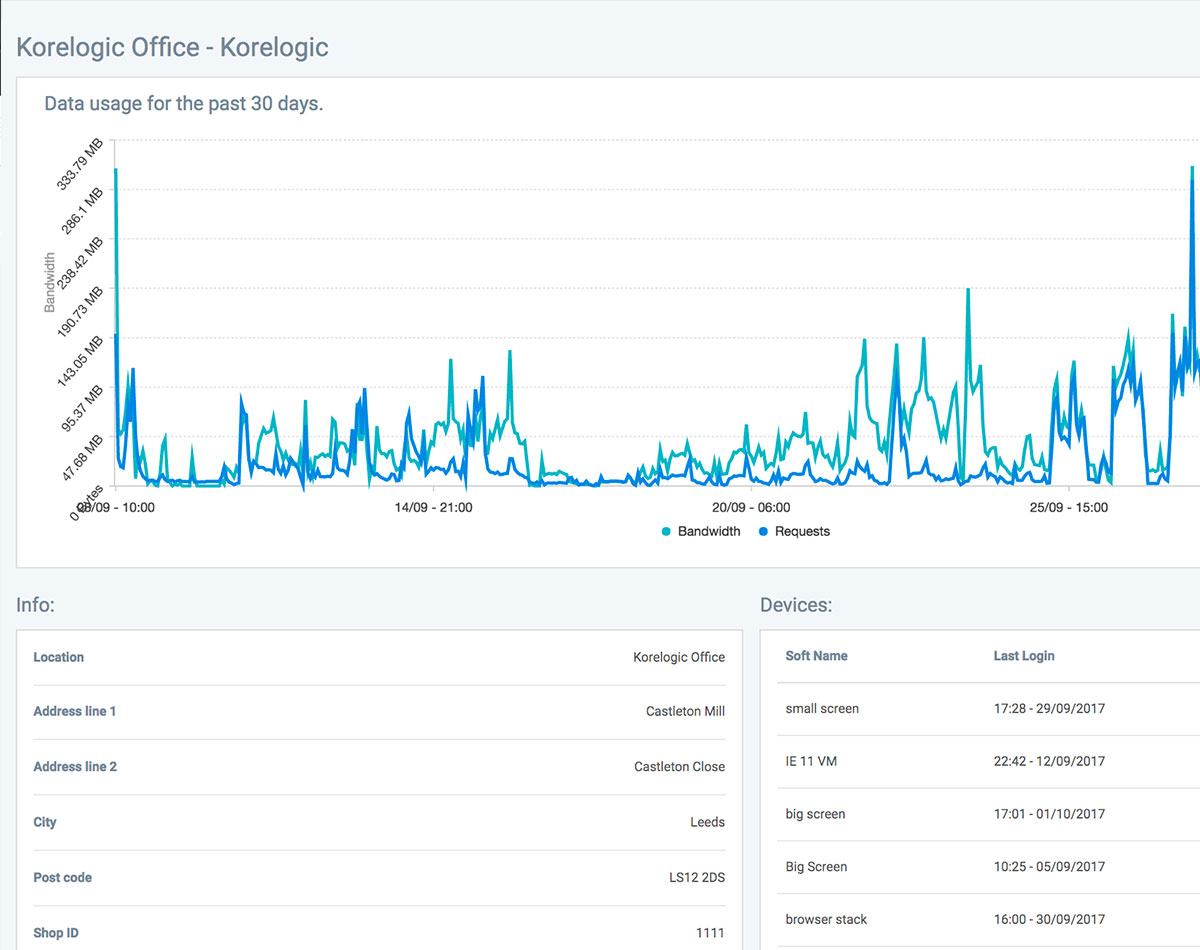 Korelogic Office - Korelogic
Data usage for the past 30 days.
333.79 MB
286.1 MB
238.42 MB
190.73 MB
143.05 MB
95.37 MB
47.68 MB
0 bytes
Bandwidth
09 - 10:00
14/09 - 21:00
20/09 - 06:00
25/09 - 15:00
Bandwidth
Requests
Info:
Location
Korelogic Office
Address line 1
Castleton Mill
Address line 2
Castleton Close
City
Leeds
Post code
LS12 2DS
Shop ID
1111
Devices:
Soft Name
Last Login
small screen
17:28 - 29/09/2017
IE 11 VM
22:42 - 12/09/2017
big screen
17:01 - 01/10/2017
Big Screen
10:25 - 05/09/2017
browser stack
16:00 - 30/09/2017